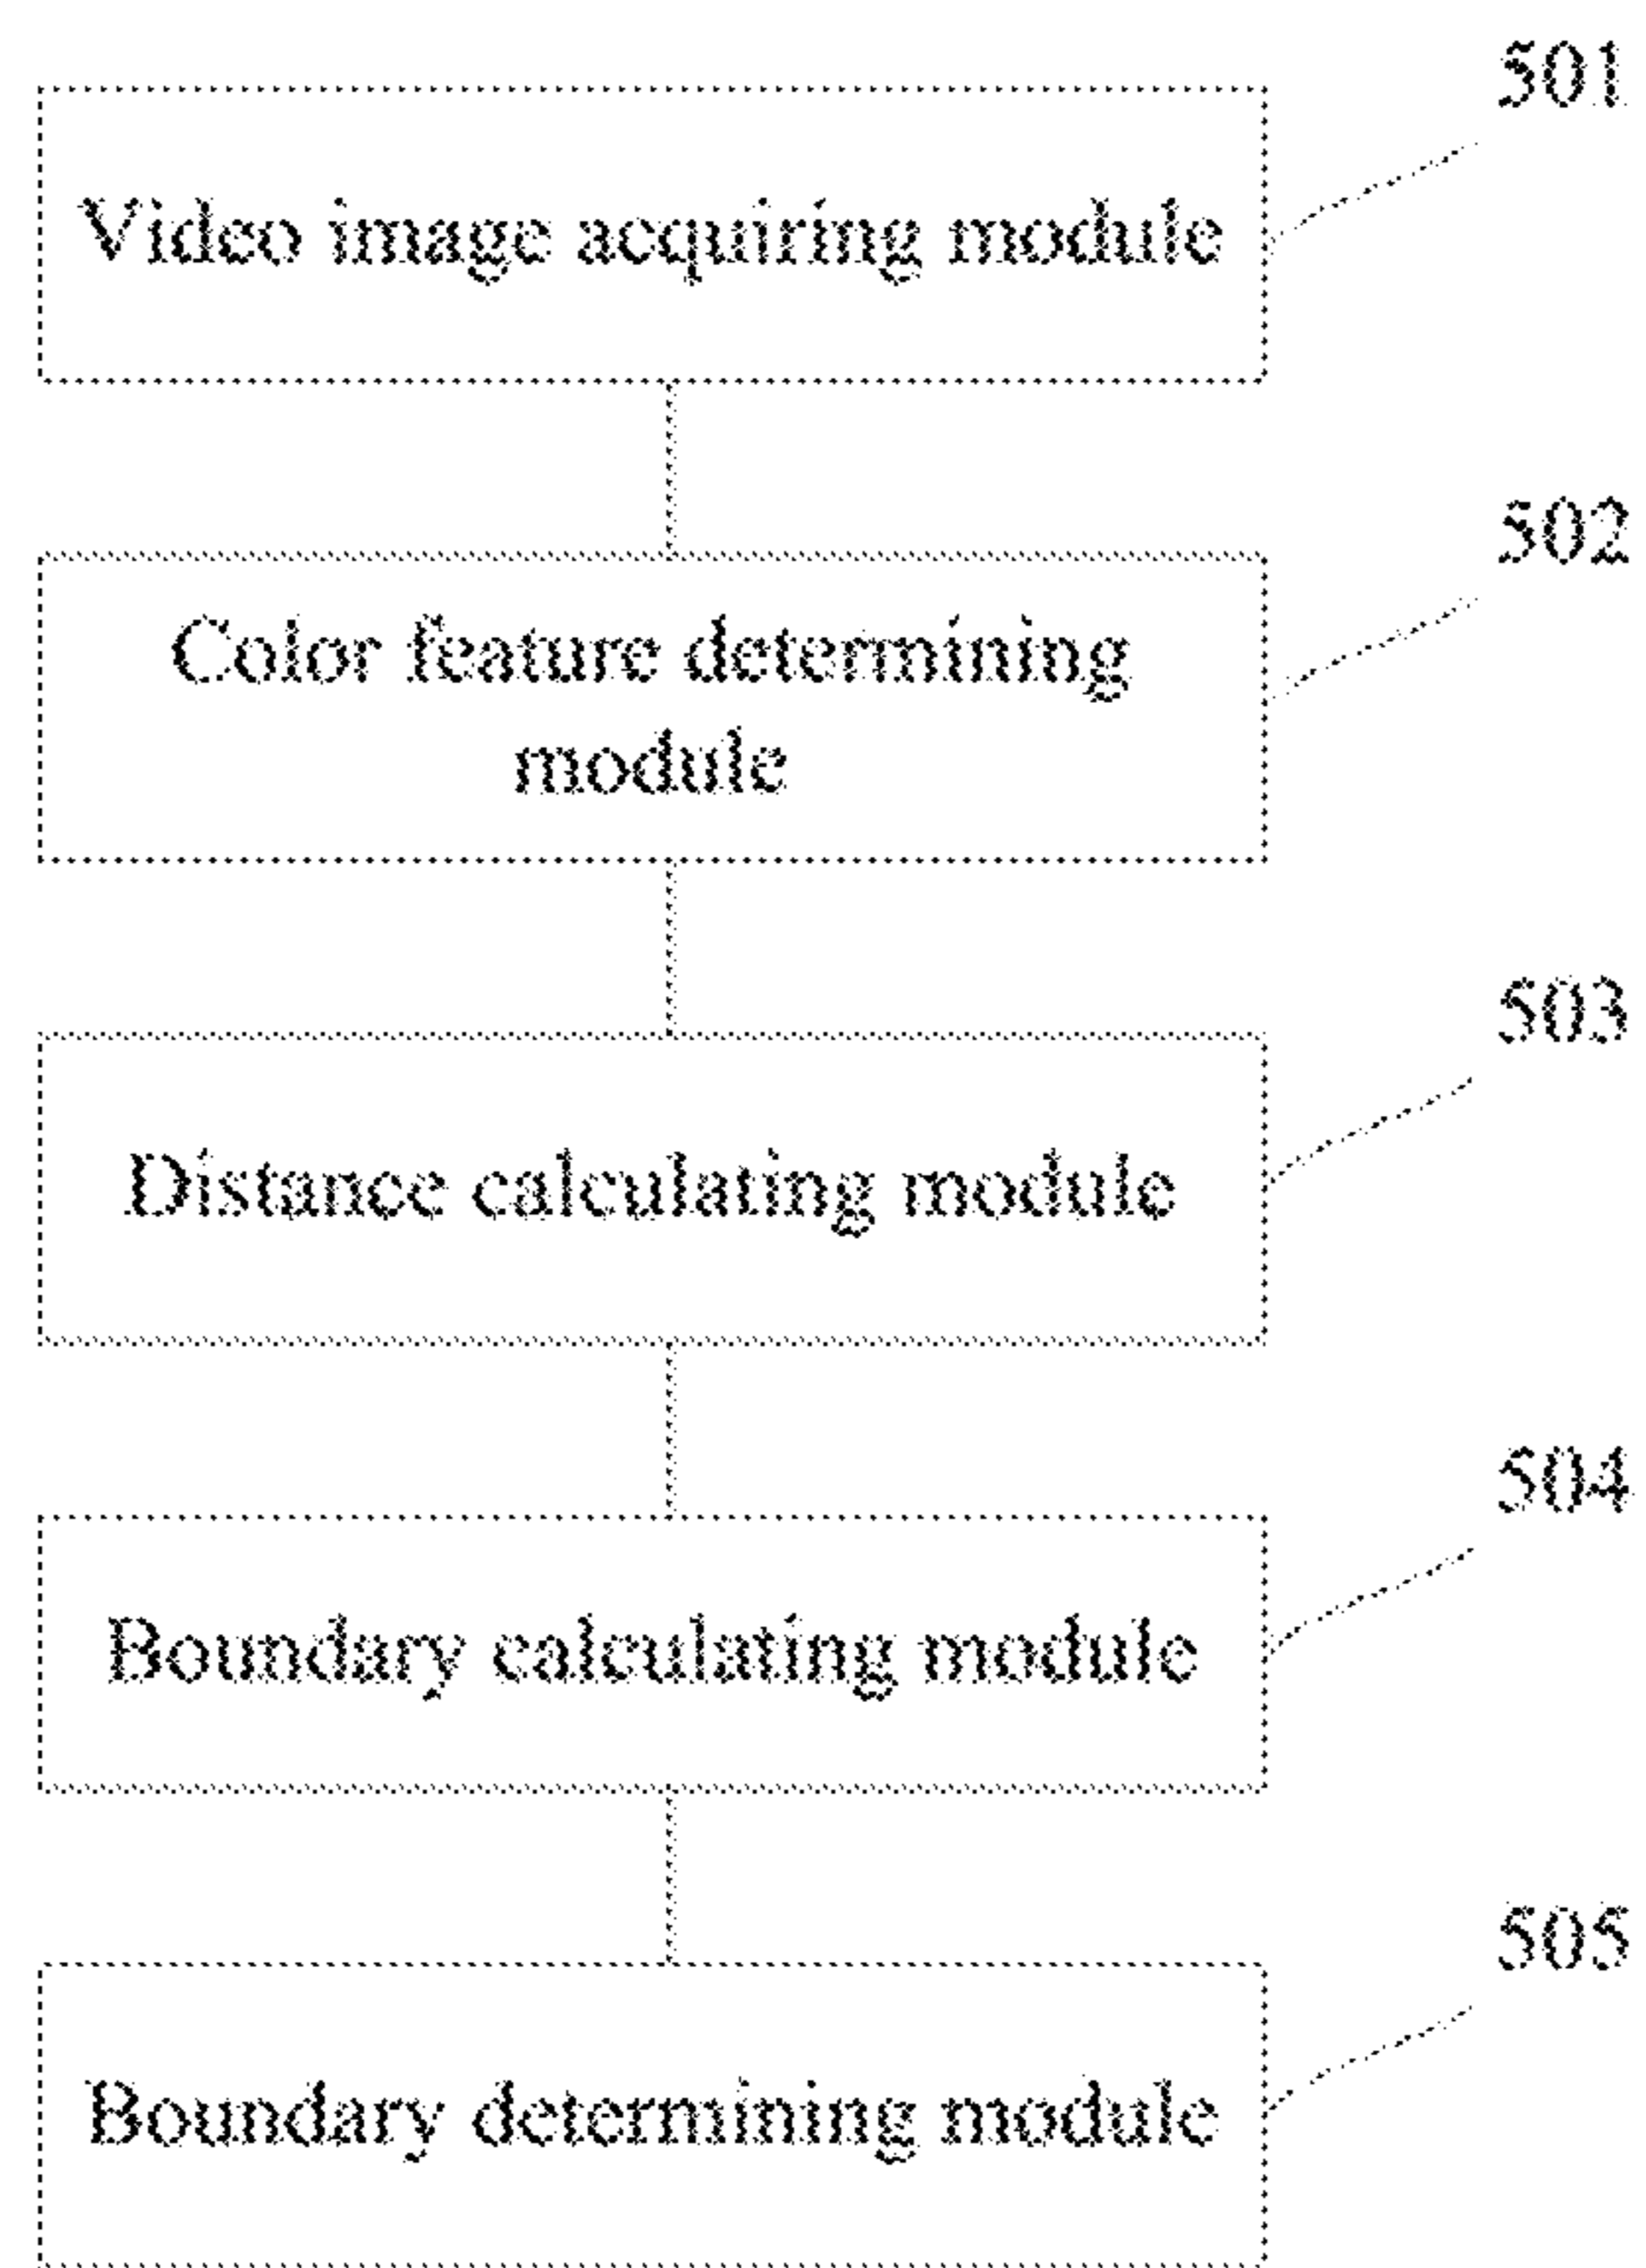 501
Video image acquiring module
502
Color feature determining
module
503
Distance calculating module
504
Boundary calculating module
505
Boundary determining module